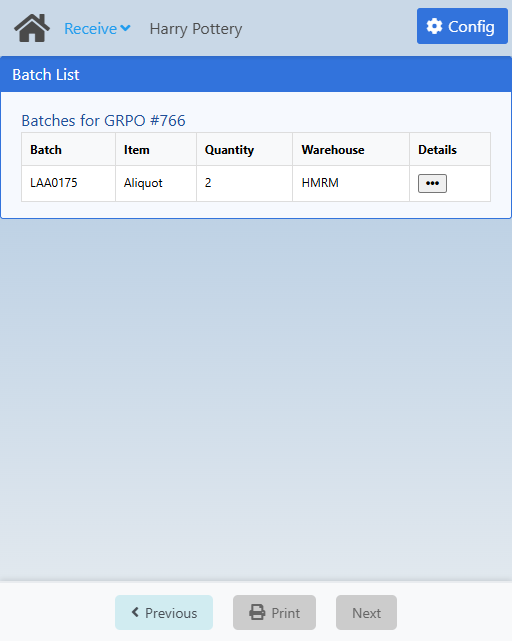 Receive Harry Pottery Config
Batch List
Batches for GRPO #766
Batch Item Quantity Warehouse Details
LAA0175 Aliquot 2 HMRM •••
Previous Print Next